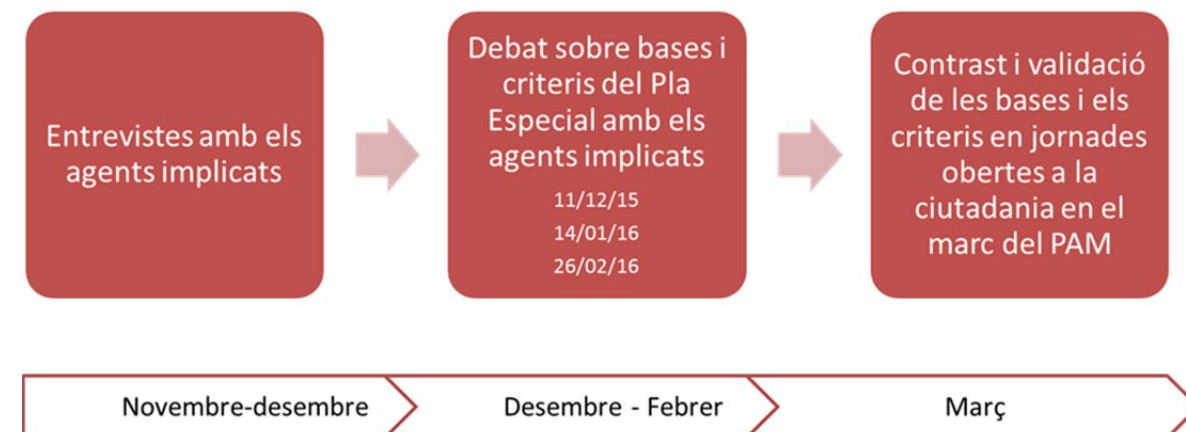 Entrevistes amb els
agents implicats
Debat sobre bases i
criteris del Pla
Especial amb els
agents implicats
11/12/15
14/01/16
26/02/16
Contrast i validació
de les bases i els
criteris en jornades
obertes a la
ciutadania en el
marc del PAM
Novembre-desembre
Desembre - Febrer
Març